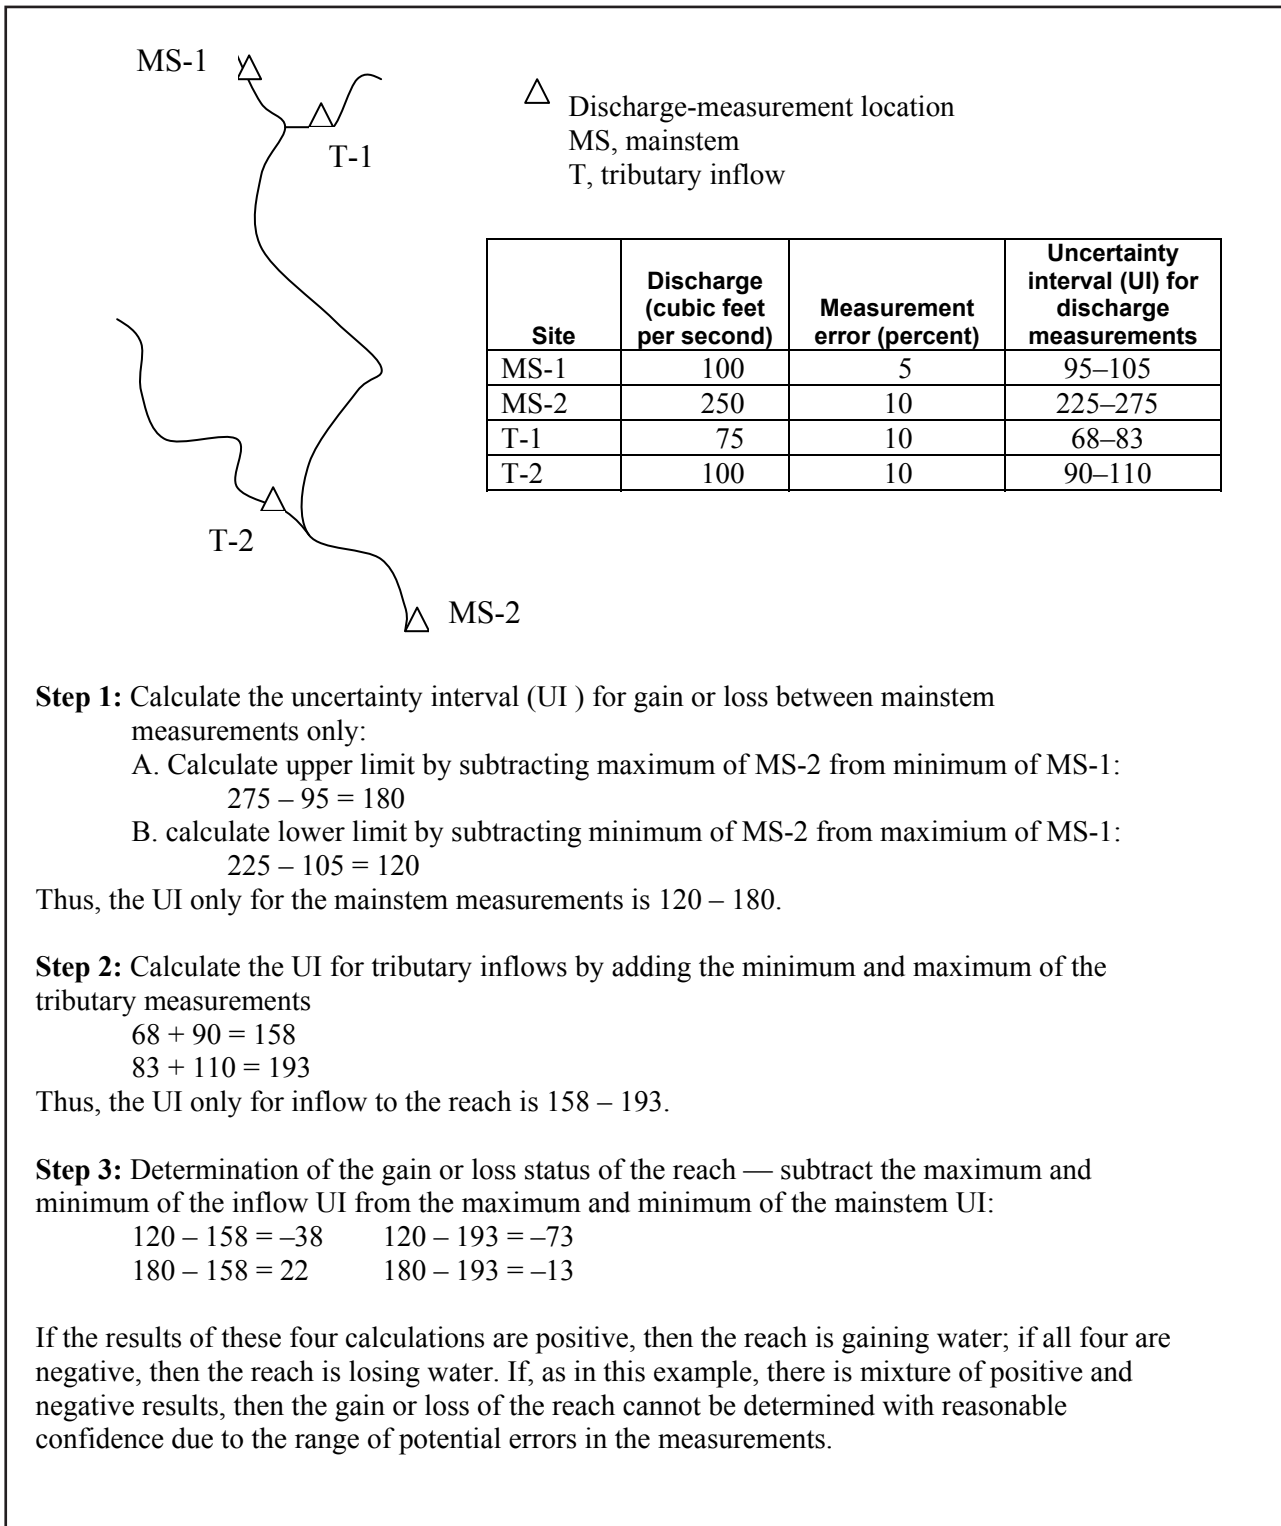 MS-1
T-1
Discharge-measurement location
MS, mainstem
T, tributary inflow
Site | Discharge (cubic feet per second) | Measurement error (percent) | Uncertainty interval (UI) for discharge measurements
MS-1 | 100 | 5 | 95–105
MS-2 | 250 | 10 | 225–275
T-1 | 75 | 10 | 68–83
T-2 | 100 | 10 | 90–110
T-2
MS-2
Step 1: Calculate the uncertainty interval (UI ) for gain or loss between mainstem
measurements only:
A. Calculate upper limit by subtracting maximum of MS-2 from minimum of MS-1:
275 – 95 = 180
B. calculate lower limit by subtracting minimum of MS-2 from maximium of MS-1:
225 – 105 = 120
Thus, the UI only for the mainstem measurements is 120 – 180.
Step 2: Calculate the UI for tributary inflows by adding the minimum and maximum of the
tributary measurements
68 + 90 = 158
83 + 110 = 193
Thus, the UI only for inflow to the reach is 158 – 193.
Step 3: Determination of the gain or loss status of the reach — subtract the maximum and
minimum of the inflow UI from the maximum and minimum of the mainstem UI:
120 – 158 = –38 120 – 193 = –73
180 – 158 = 22 180 – 193 = –13
If the results of these four calculations are positive, then the reach is gaining water; if all four are
negative, then the reach is losing water. If, as in this example, there is mixture of positive and
negative results, then the gain or loss of the reach cannot be determined with reasonable
confidence due to the range of potential errors in the measurements.